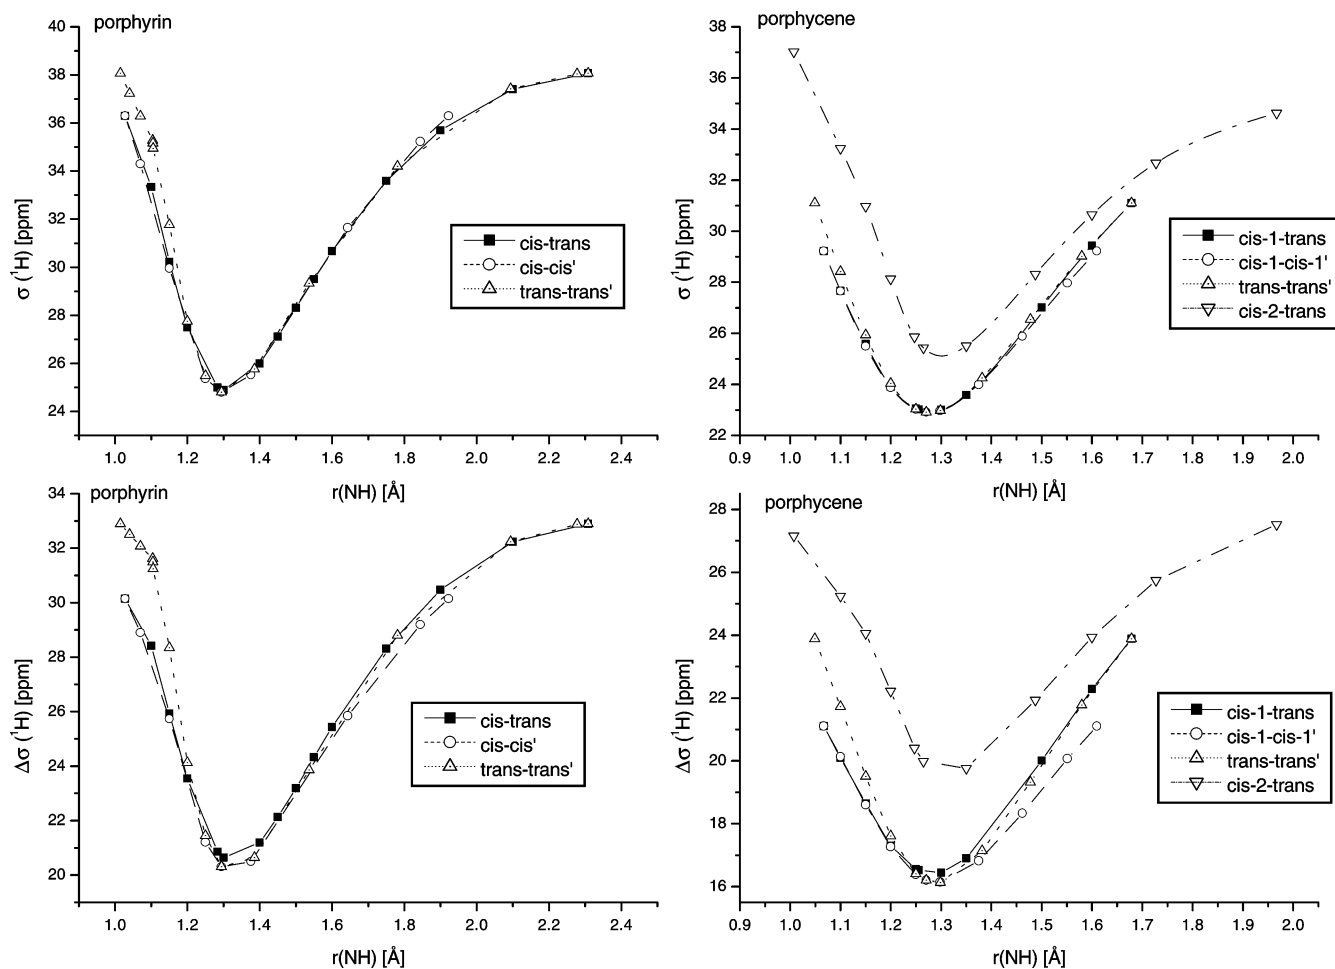 porphyrin
40
38
36
34
32
30
28
26
24
σ (¹H) [ppm]
cis-trans
cis-cis'
trans-trans'
1.0 1.2 1.4 1.6 1.8 2.0 2.2 2.4
r(NH) [Å]
porphycene
38
37
34
31
28
26
24
22
σ (¹H) [ppm]
cis-1-trans
cis-1-cis-1'
trans-trans'
cis-2-trans
0.9 1.0 1.1 1.2 1.3 1.4 1.5 1.6 1.7 1.8 1.9 2.0
r(NH) [Å]
porphyrin
34
32
30
28
26
24
22
20
Δσ (¹H) [ppm]
cis-trans
cis-cis'
trans-trans'
1.0 1.2 1.4 1.6 1.8 2.0 2.2 2.4
r(NH) [Å]
porphycene
28
26
24
22
20
18
16
Δσ (¹H) [ppm]
cis-1-trans
cis-1-cis-1'
trans-trans'
cis-2-trans
0.9 1.0 1.1 1.2 1.3 1.4 1.5 1.6 1.7 1.8 1.9 2.0
r(NH) [Å]